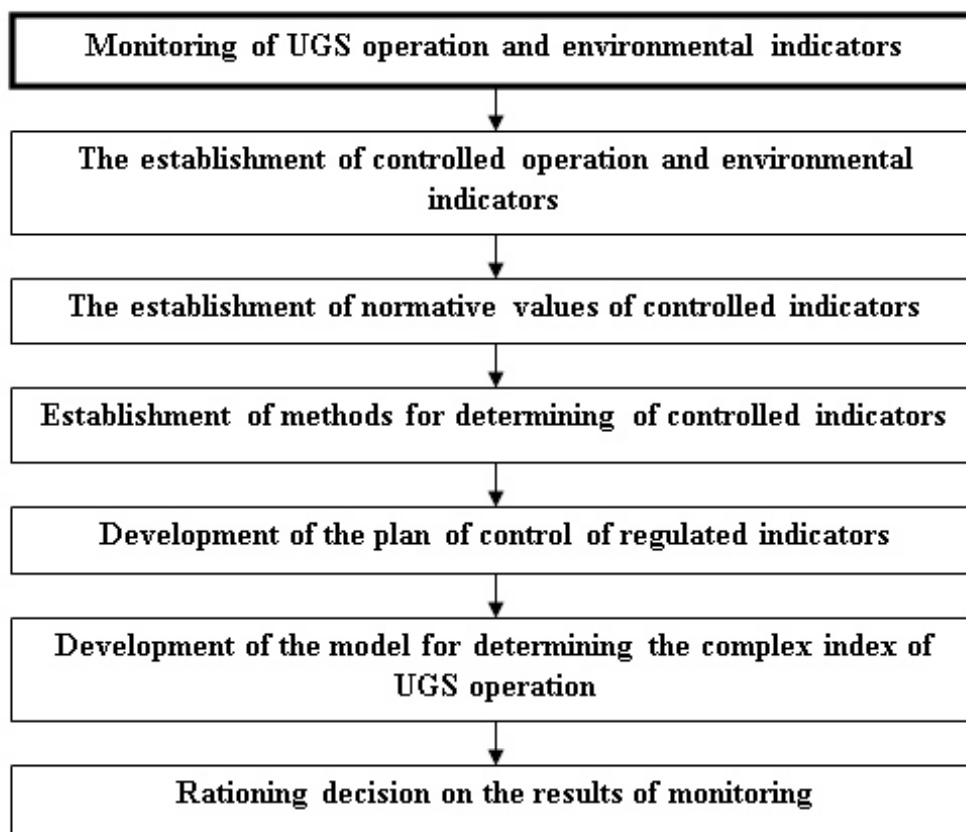 Monitoring of UGS operation and environmental indicators
The establishment of controlled operation and environmental
indicators
The establishment of normative values of controlled indicators
Establishment of methods for determining of controlled indicators
Development of the plan of control of regulated indicators
Development of the model for determining the complex index of
UGS operation
Rationing decision on the results of monitoring